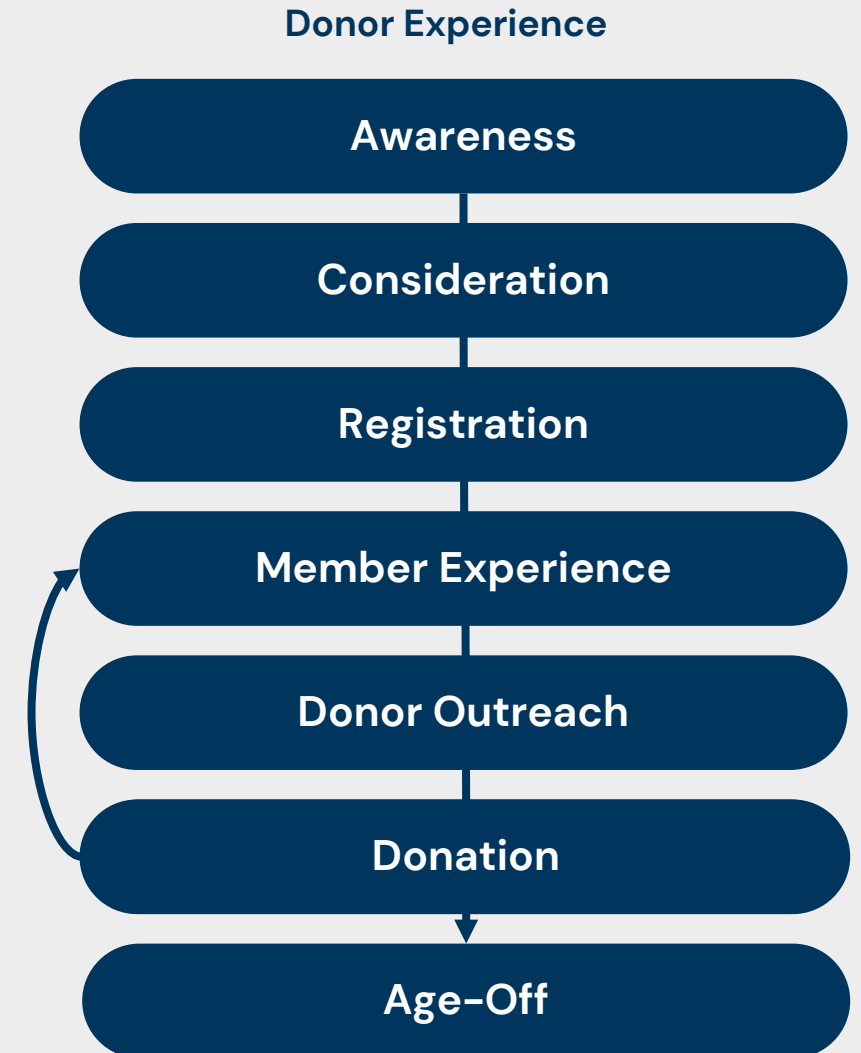 Donor Experience
Awareness
Consideration
Registration
Member Experience
Donor Outreach
Donation
Age-Off